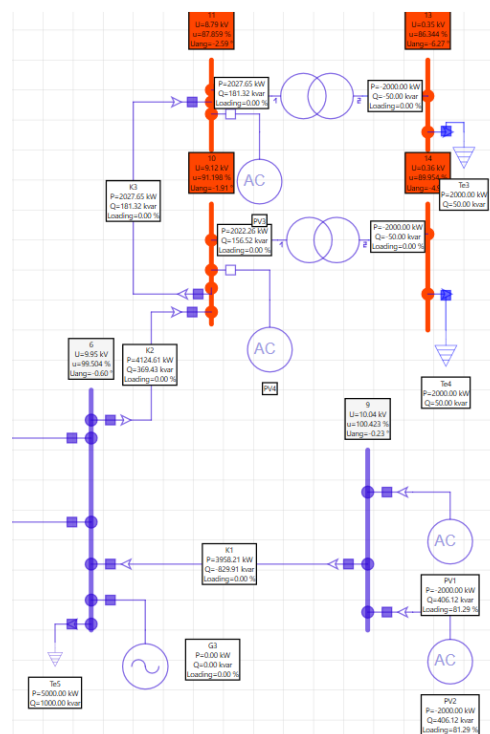 11
U=8.79 kV
u=87.859 %
Uang=-2.59 °
13
U=0.35 kV
u=86.344 %
Uang=-6.27 °
P=2027.65 kW
Q=181.32 kvar
Loading=0.00 %
1
2
P=-2000.00 kW
Q=-50.00 kvar
Loading=0.00 %
10
U=9.12 kV
u=91.198 %
Uang=-1.91 °
AC
14
U=0.36 kV
u=89.954 %
Te3
P=2000.00 kW
Q=50.00 kvar
K3
P=2027.65 kW
Q=181.32 kvar
Loading=0.00 %
PV3
P=2022.26 kW
Q=156.52 kvar
Loading=0.00 %
1
2
P=-2000.00 kW
Q=-50.00 kvar
Loading=0.00 %
AC
PV4
Te4
P=2000.00 kW
Q=50.00 kvar
6
U=9.95 kV
u=99.504 %
Uang=-0.60 °
K2
P=4124.61 kW
Q=369.43 kvar
Loading=0.00 %
9
U=10.04 kV
u=100.423 %
Uang=-0.23 °
AC
K1
P=3958.21 kW
Q=-829.91 kvar
Loading=0.00 %
PV1
P=-2000.00 kW
Q=406.12 kvar
Loading=81.29 %
AC
G3
P=0.00 kW
Q=0.00 kvar
Loading=0.00 %
Te5
P=5000.00 kW
Q=1000.00 kvar
PV2
P=-2000.00 kW
Q=406.12 kvar
Loading=81.29 %